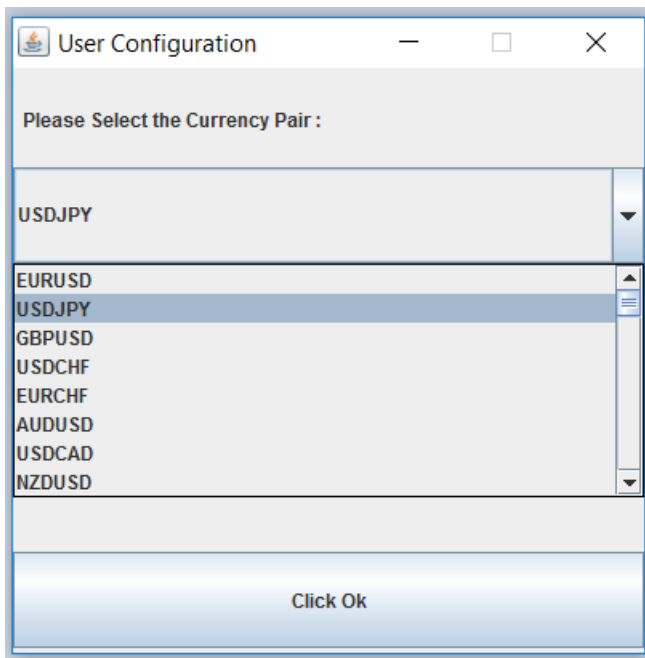 User Configuration
Please Select the Currency Pair :
USDJPY
EURUSD
USDJPY
GBPUSD
USDCHF
EURCHF
AUDUSD
USDCAD
NZDUSD
Click Ok